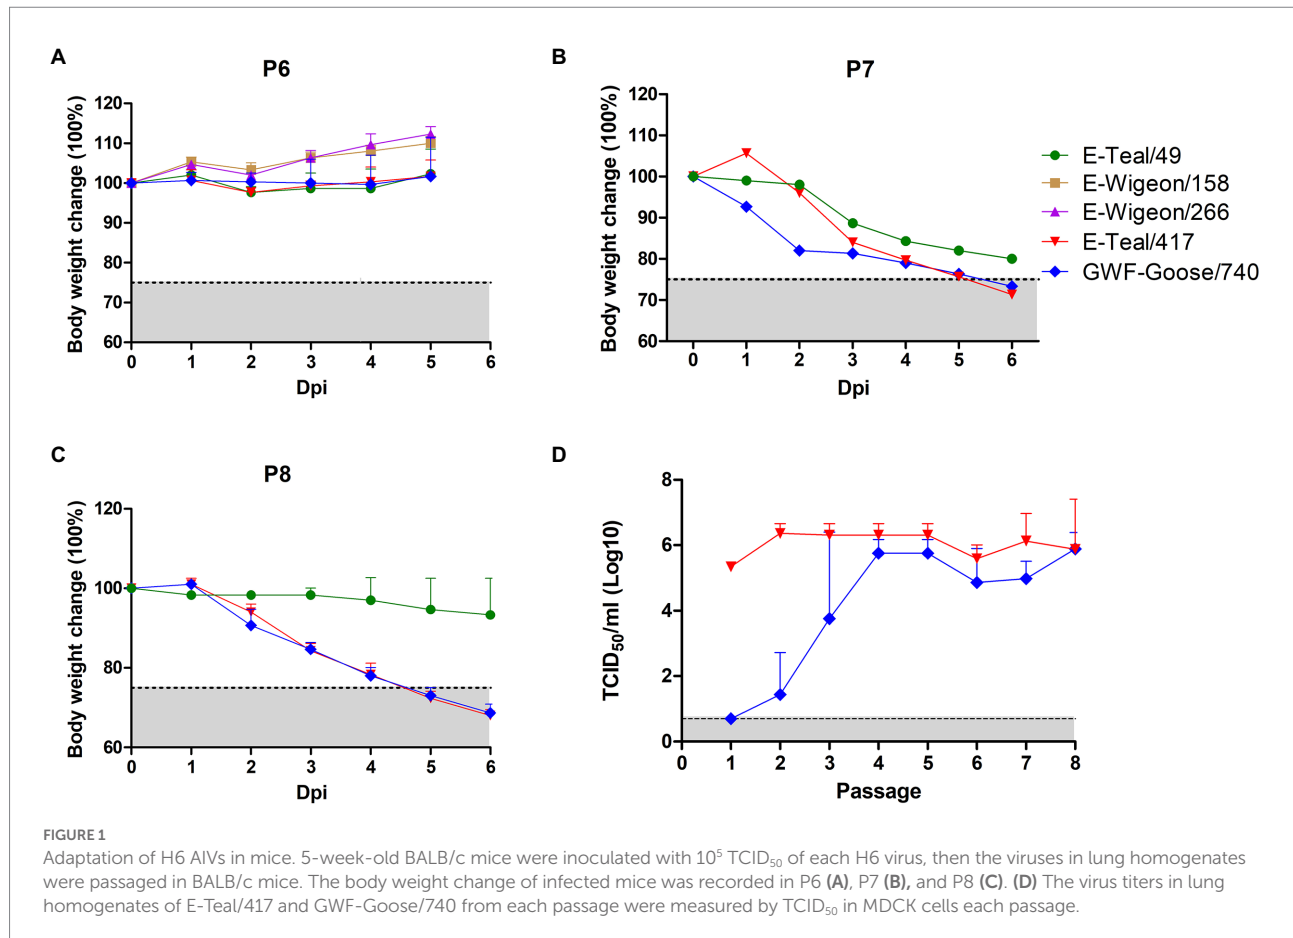 A
P6
Body weight change (100%)
120
110
100
90
80
70
60
0 1 2 3 4 5 6
Dpi
B
P7
Body weight change (100%)
120
110
100
90
80
70
60
0 1 2 3 4 5 6
Dpi
E-Teal/49
E-Wigeon/158
E-Wigeon/266
E-Teal/417
GWF-Goose/740
C
P8
Body weight change (100%)
120
100
80
60
0 1 2 3 4 5 6
Dpi
D
TCID50/ml (Log10)
8
6
4
2
0
0 1 2 3 4 5 6 7 8
Passage
FIGURE 1
Adaptation of H6 AIVs in mice. 5-week-old BALB/c mice were inoculated with 10⁵ TCID₅₀ of each H6 virus, then the viruses in lung homogenates
were passaged in BALB/c mice. The body weight change of infected mice was recorded in P6 (A), P7 (B), and P8 (C). (D) The virus titers in lung
homogenates of E-Teal/417 and GWF-Goose/740 from each passage were measured by TCID₅₀ in MDCK cells each passage.